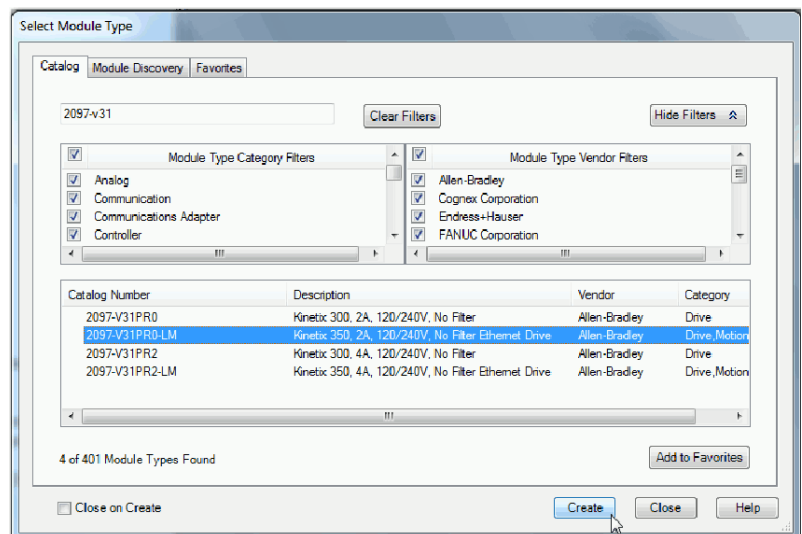 Select Module Type
Catalog Module Discovery Favorites
2097-v31 Clear Filters Hide Filters
Module Type Category Filters Module Type Vendor Filters
Analog Allen-Bradley
Communication Cognex Corporation
Communications Adapter Endress+Hauser
Controller FANUC Corporation
Catalog Number Description Vendor Category
2097-V31PR0 Kinetix 300, 2A, 120/240V, No Filter Allen-Bradley Drive
2097-V31PR0-LM Kinetix 350, 2A, 120/240V, No Filter Ethernet Drive Allen-Bradley Drive,Motion
2097-V31PR2 Kinetix 300, 4A, 120/240V, No Filter Allen-Bradley Drive
2097-V31PR2-LM Kinetix 350, 4A, 120/240V, No Filter Ethernet Drive Allen-Bradley Drive,Motion
4 of 401 Module Types Found Add to Favorites
Close on Create Create Close Help